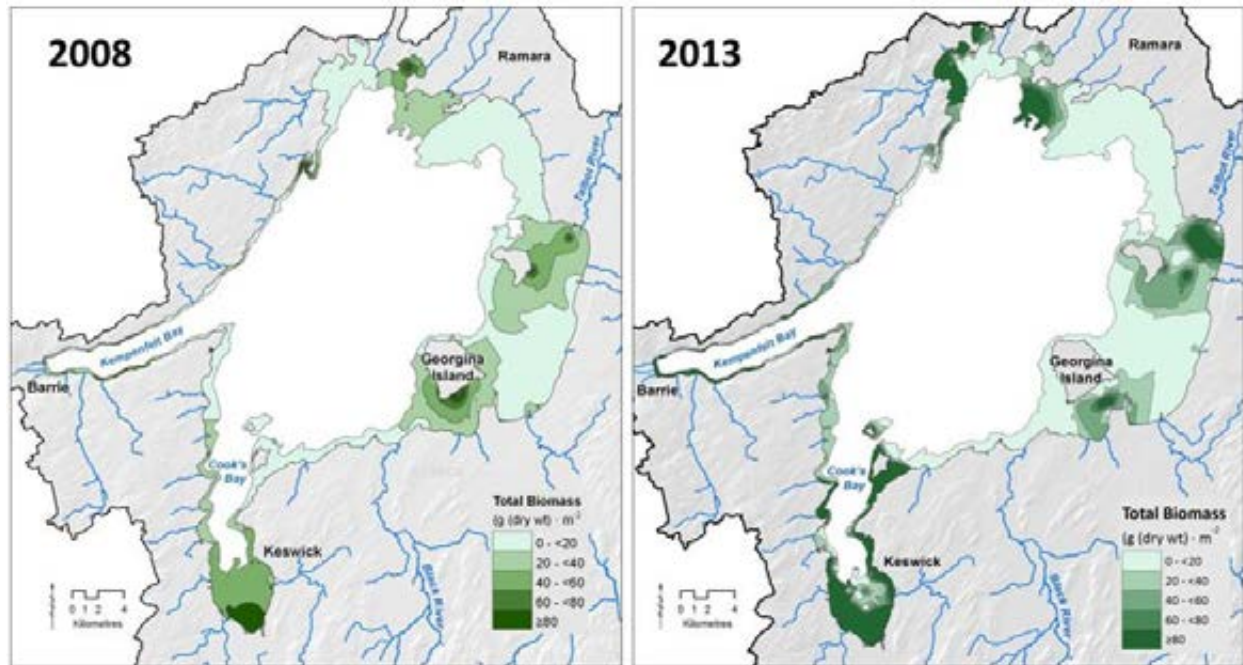 2008
Ramara
Talbot River
Kempenfelt Bay
Barrie
Georgina
Island
Cook's
Bay
Keswick
Black River
Total Biomass
(g (dry wt) · m⁻²
0 - <20
20 - <40
40 - <60
60 - <80
≥80
0 1 2 4
Kilometres
2013
Ramara
Talbot River
Kempenfelt Bay
Barrie
Georgina
Island
Cook's
Bay
Keswick
Black River
Total Biomass
(g (dry wt) · m⁻²
0 - <20
20 - <40
40 - <60
60 - <80
≥80
0 1 2 4
Kilometres